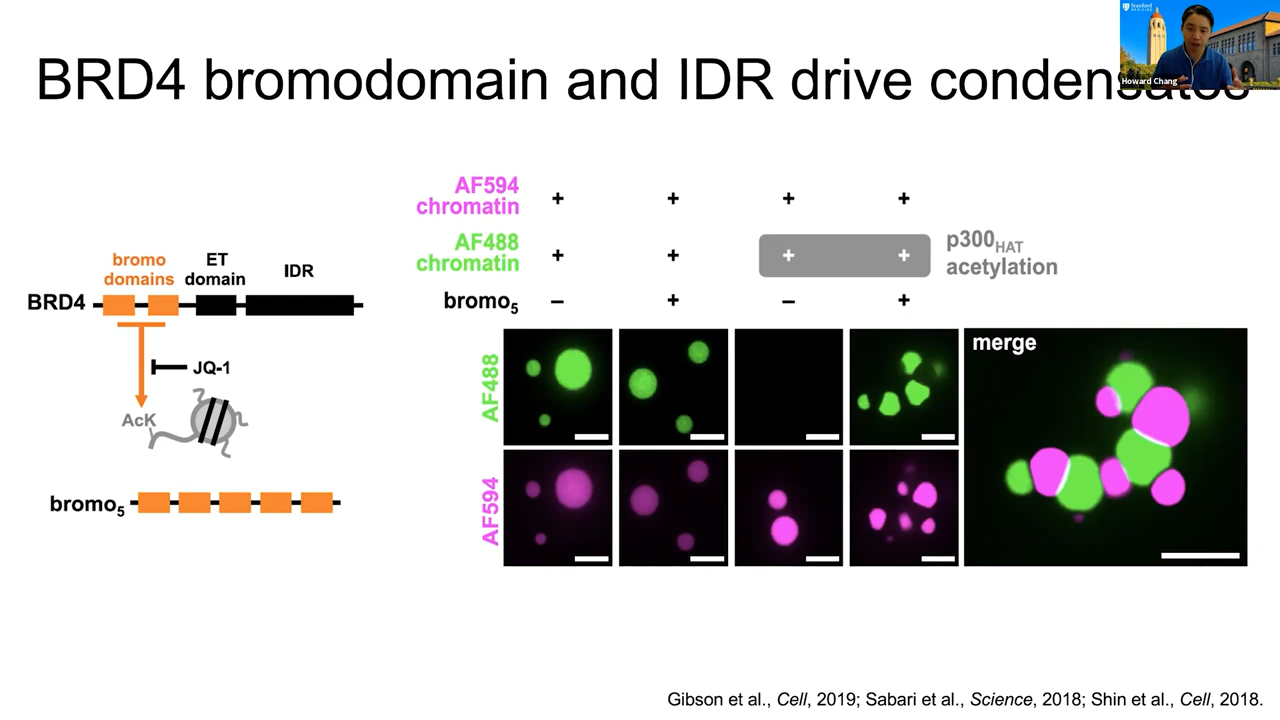 BRD4 bromodomain and IDR drive condensates
Stanford
MEDICINE
Howard Chang
AF594
chromatin
+ + + +
AF488
chromatin
+ + + +
p300HAT
acetylation
bromo5
– + – +
bromo
domains
ET
domain
IDR
BRD4
JQ-1
AcK
bromo5
AF488
AF594
merge
Gibson et al., Cell, 2019; Sabari et al., Science, 2018; Shin et al., Cell, 2018.